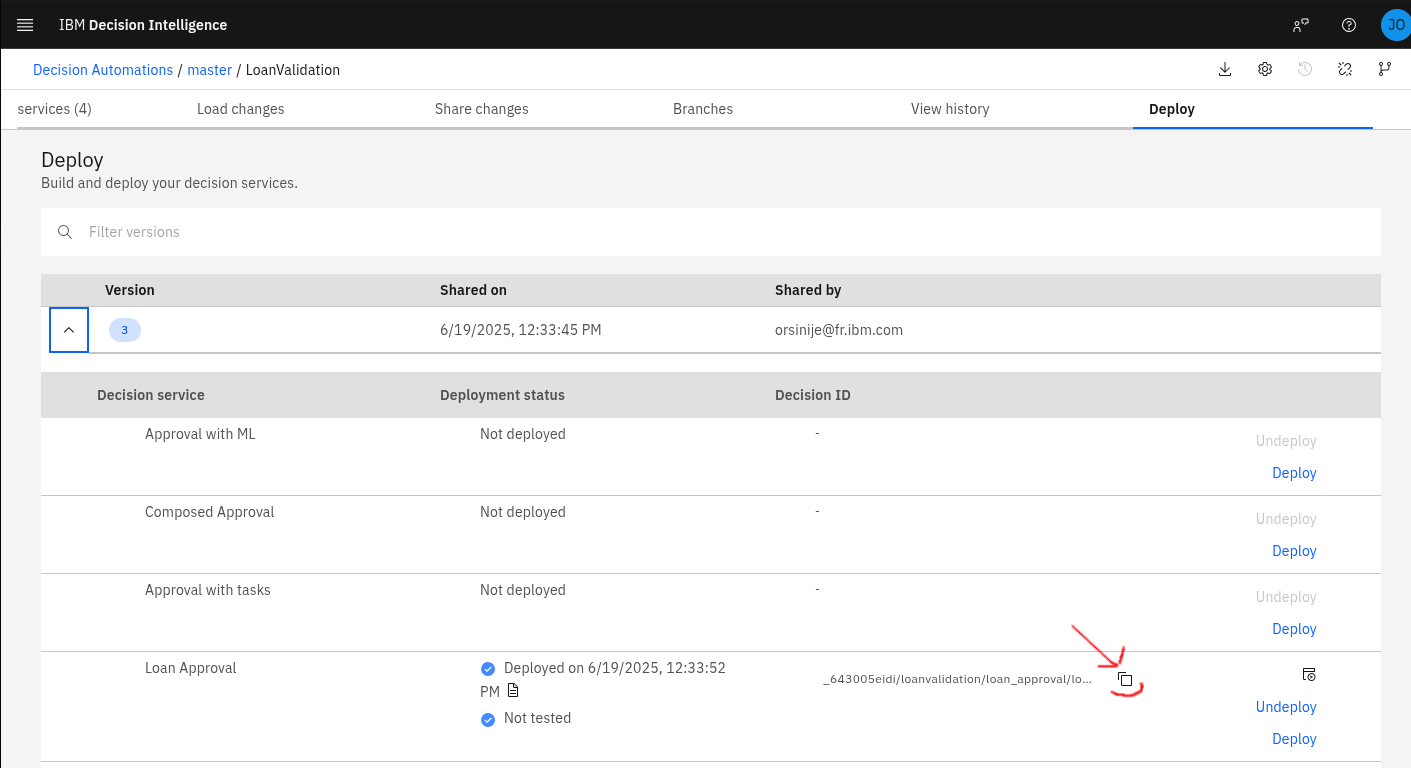 IBM Decision Intelligence
JO
Decision Automations / master / LoanValidation
services (4) Load changes Share changes Branches View history Deploy
Deploy
Build and deploy your decision services.
Filter versions
Version Shared on Shared by
3 6/19/2025, 12:33:45 PM orsinije@fr.ibm.com
Decision service Deployment status Decision ID
Approval with ML Not deployed -
Undeploy
Deploy
Composed Approval Not deployed -
Undeploy
Deploy
Approval with tasks Not deployed -
Undeploy
Deploy
Loan Approval Deployed on 6/19/2025, 12:33:52
PM
_643005eidi/loanvalidation/loan_approval/lo...
Not tested
Undeploy
Deploy